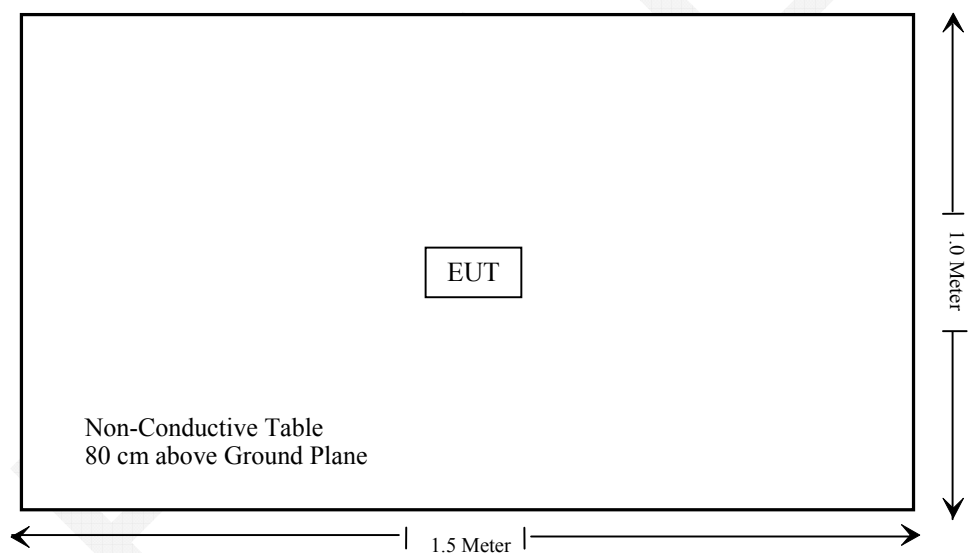 EUT
1.0 Meter
Non-Conductive Table
80 cm above Ground Plane
1.5 Meter